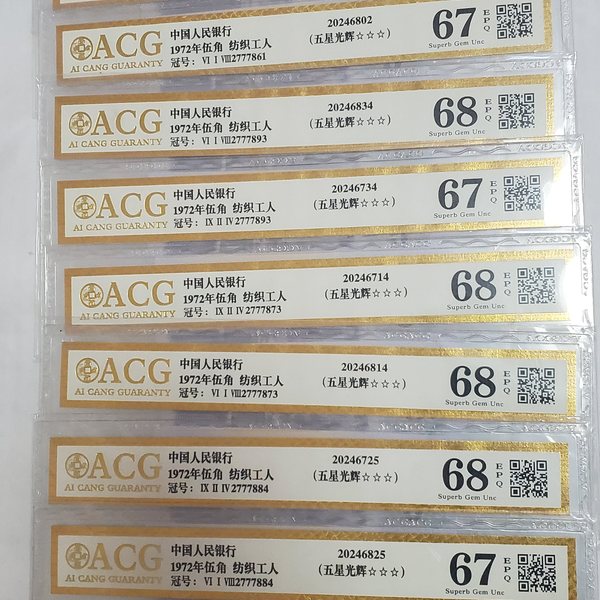 ACG
AI CANG GUARANTY
中国人民银行
1972年伍角 纺织工人
冠号： Ⅵ Ⅰ Ⅷ2777861
20246802
（五星光辉☆☆☆）
67
EPQ
Superb Gem Unc
ACG
AI CANG GUARANTY
中国人民银行
1972年伍角 纺织工人
冠号： Ⅵ Ⅰ Ⅷ2777893
20246834
（五星光辉☆☆☆）
68
EPQ
Superb Gem Unc
ACG
AI CANG GUARANTY
中国人民银行
1972年伍角 纺织工人
冠号： Ⅸ Ⅱ Ⅳ2777893
20246734
（五星光辉☆☆☆）
67
EPQ
Superb Gem Unc
ACG
AI CANG GUARANTY
中国人民银行
1972年伍角 纺织工人
冠号： Ⅸ Ⅱ Ⅳ2777873
20246714
（五星光辉☆☆☆）
68
EPQ
Superb Gem Unc
ACG
AI CANG GUARANTY
中国人民银行
1972年伍角 纺织工人
冠号： Ⅵ Ⅰ Ⅷ2777873
20246814
（五星光辉☆☆☆）
68
EPQ
Superb Gem Unc
ACG
AI CANG GUARANTY
中国人民银行
1972年伍角 纺织工人
冠号： Ⅸ Ⅱ Ⅳ2777884
20246725
（五星光辉☆☆☆）
68
EPQ
Superb Gem Unc
ACG
AI CANG GUARANTY
中国人民银行
1972年伍角 纺织工人
冠号： Ⅵ Ⅰ Ⅷ2777884
20246825
（五星光辉☆☆☆）
67
EPQ
Superb Gem Unc